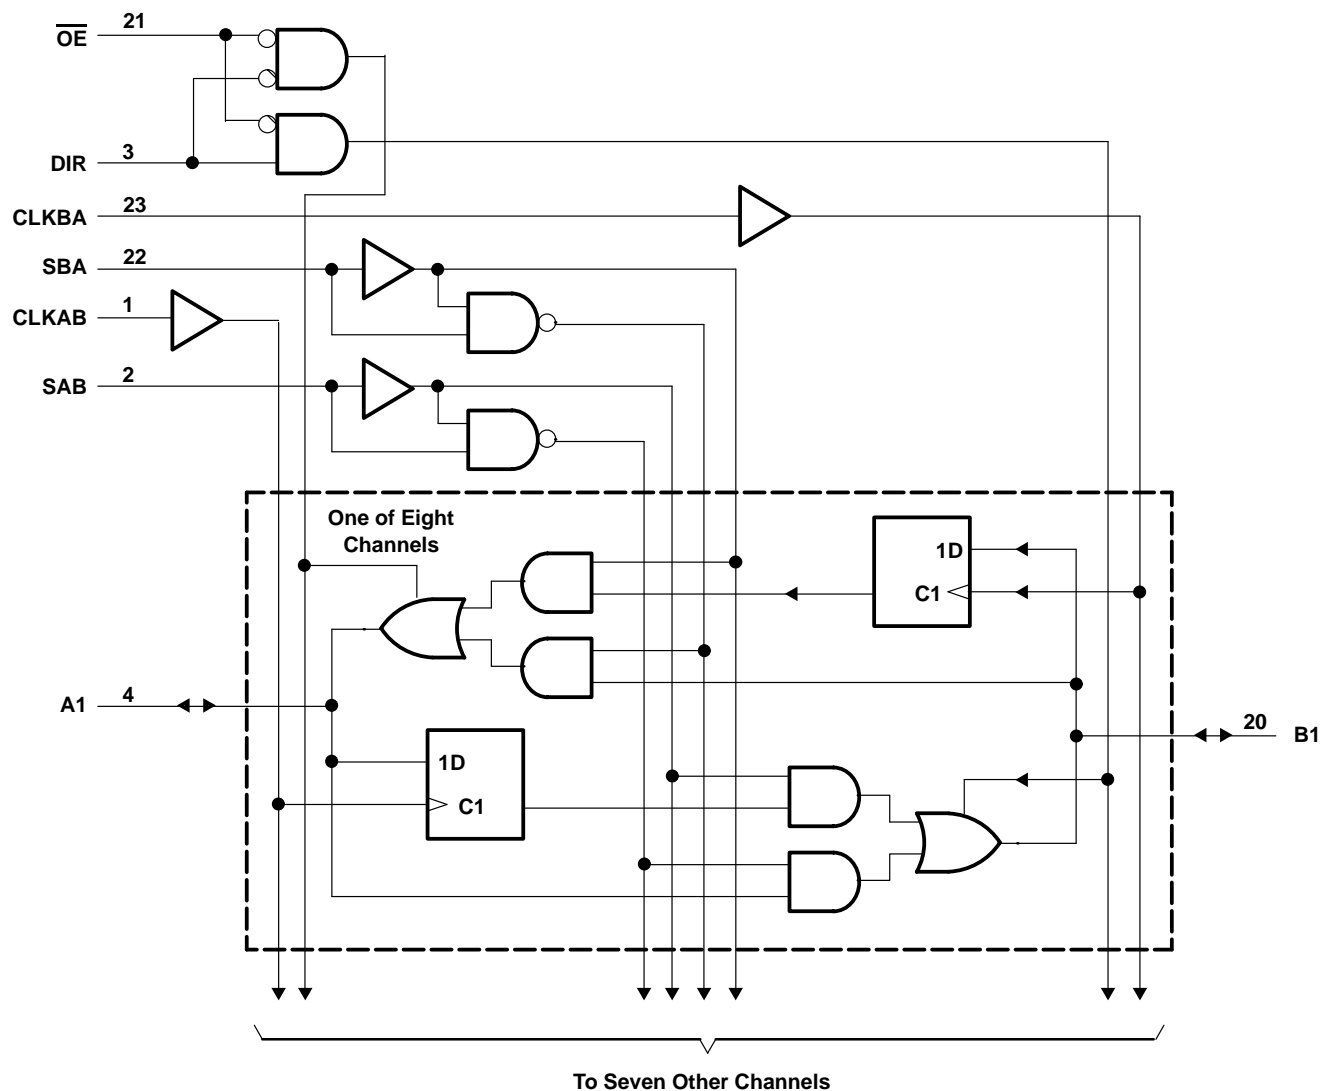 21
O̅E̅
3
DIR
23
CLKBA
22
SBA
1
CLKAB
2
SAB
One of Eight
Channels
1D
C1
4
A1
20
B1
1D
C1
To Seven Other Channels